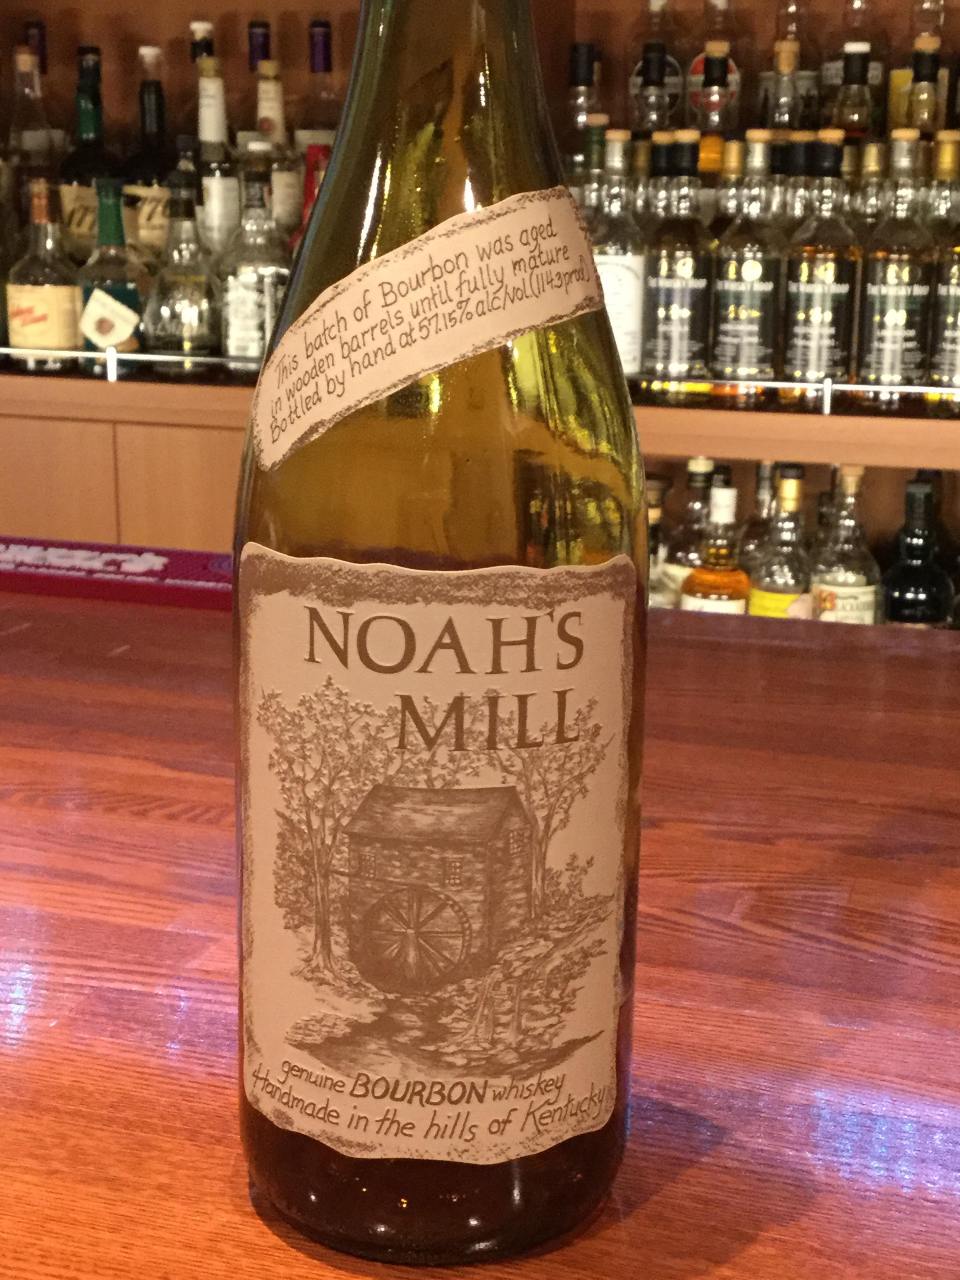 This batch of Bourbon was aged
in wooden barrels until fully mature
Bottled by hand at 57.15% alc/vol (114.3 proof)
NOAH'S
MILL
genuine BOURBON whiskey
Handmade in the hills of Kentucky